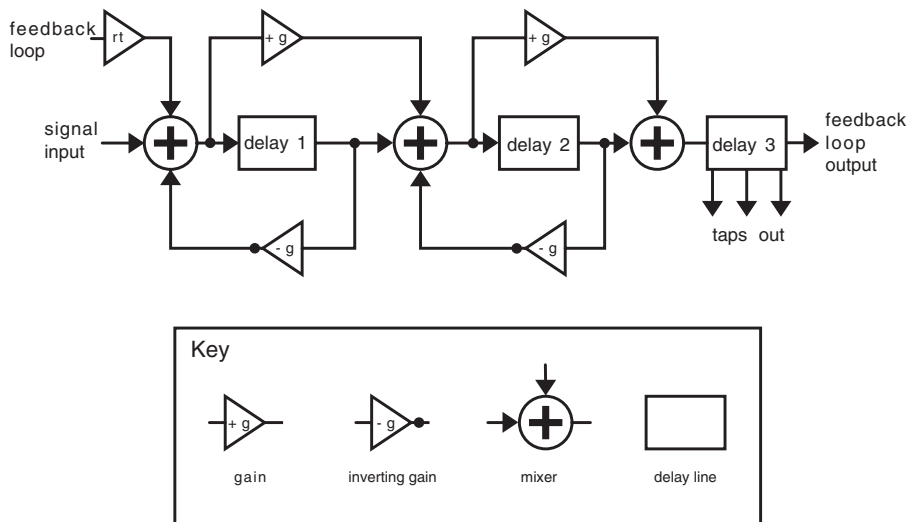 feedback
loop
rt
+ g
+ g
signal
input
delay 1
delay 2
delay 3
feedback
loop
output
- g
- g
taps out
Key
+ g
- g
gain
inverting gain
mixer
delay line